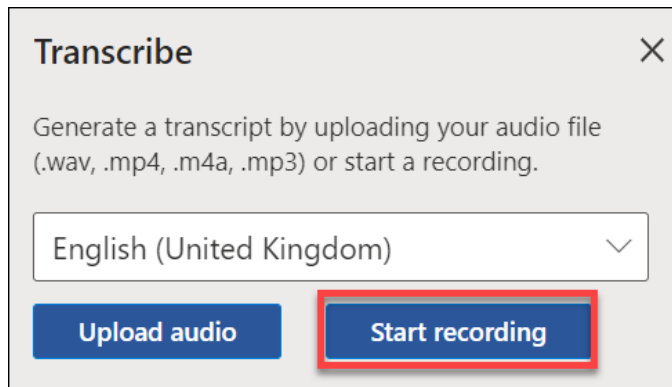 Transcribe
Generate a transcript by uploading your audio file
(.wav, .mp4, .m4a, .mp3) or start a recording.
English (United Kingdom)
Upload audio
Start recording